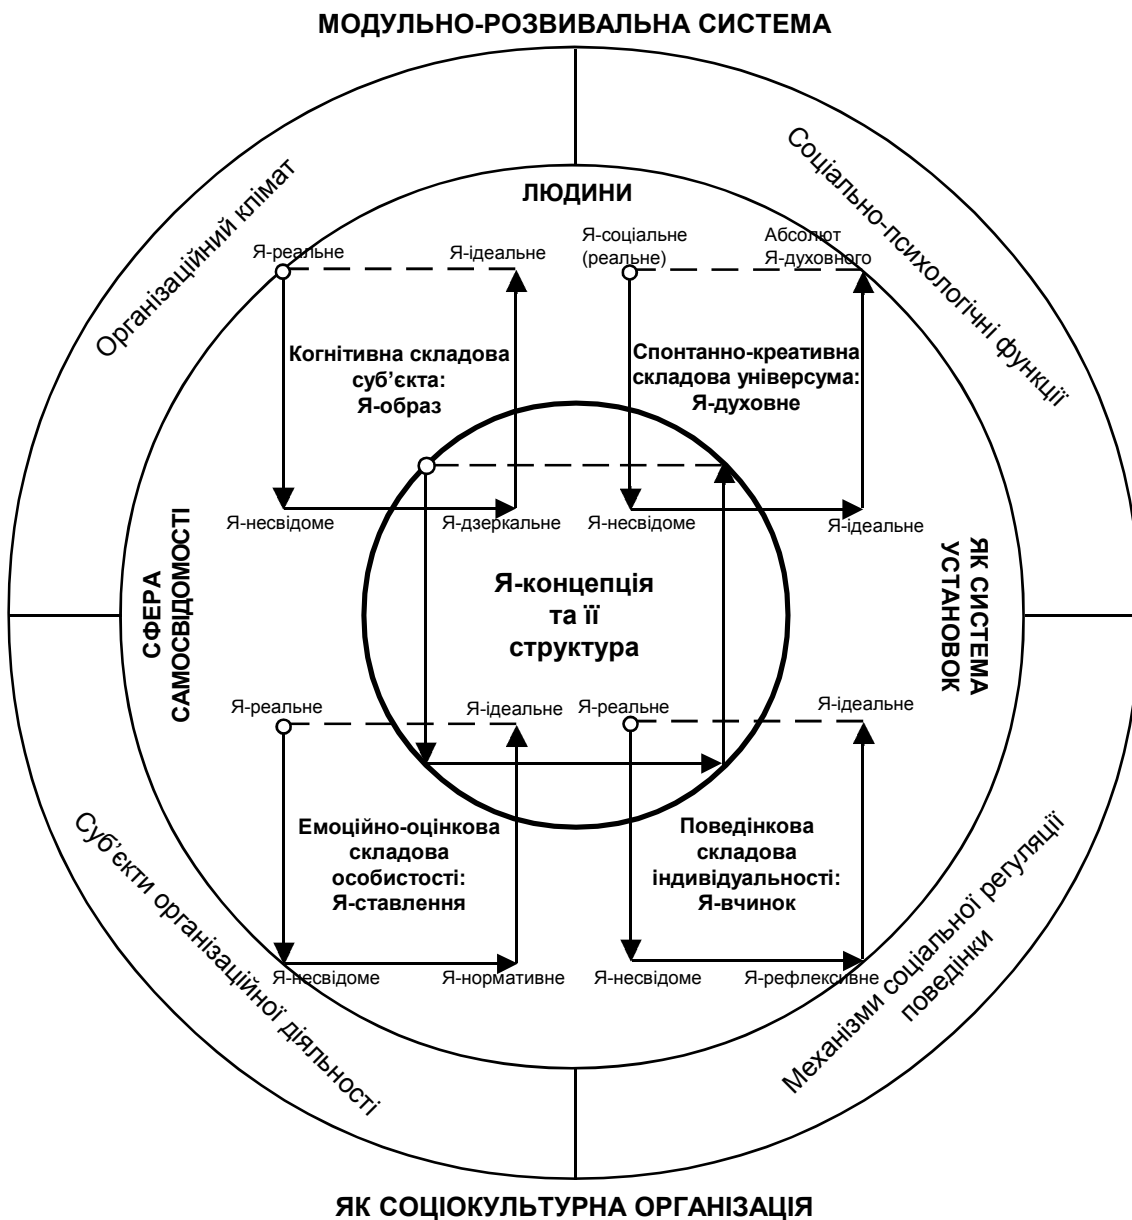 МОДУЛЬНО-РОЗВИВАЛЬНА СИСТЕМА
Організаційний клімат
Соціально-психологічні функції
ЛЮДИНИ
Я-реальне
Я-ідеальне
Я-соціальне
(реальне)
Абсолют
Я-духовного
Когнітивна складова
суб’єкта:
Я-образ
Спонтанно-креативна
складова універсума:
Я-духовне
Я-несвідоме
Я-дзеркальне
Я-несвідоме
Я-ідеальне
СФЕРА
САМОСВІДОМОСТІ
Я-концепція
та її
структура
ЯК СИСТЕМА
УСТАНОВОК
Я-реальне
Я-ідеальне
Я-реальне
Я-ідеальне
Емоційно-оцінкова
складова
особистості:
Я-ставлення
Поведінкова
складова
індивідуальності:
Я-вчинок
Я-несвідоме
Я-нормативне
Я-несвідоме
Я-рефлексивне
Суб’єкти організаційної діяльності
Механізми соціальної регуляції
поведінки
ЯК СОЦІОКУЛЬТУРНА ОРГАНІЗАЦІЯ